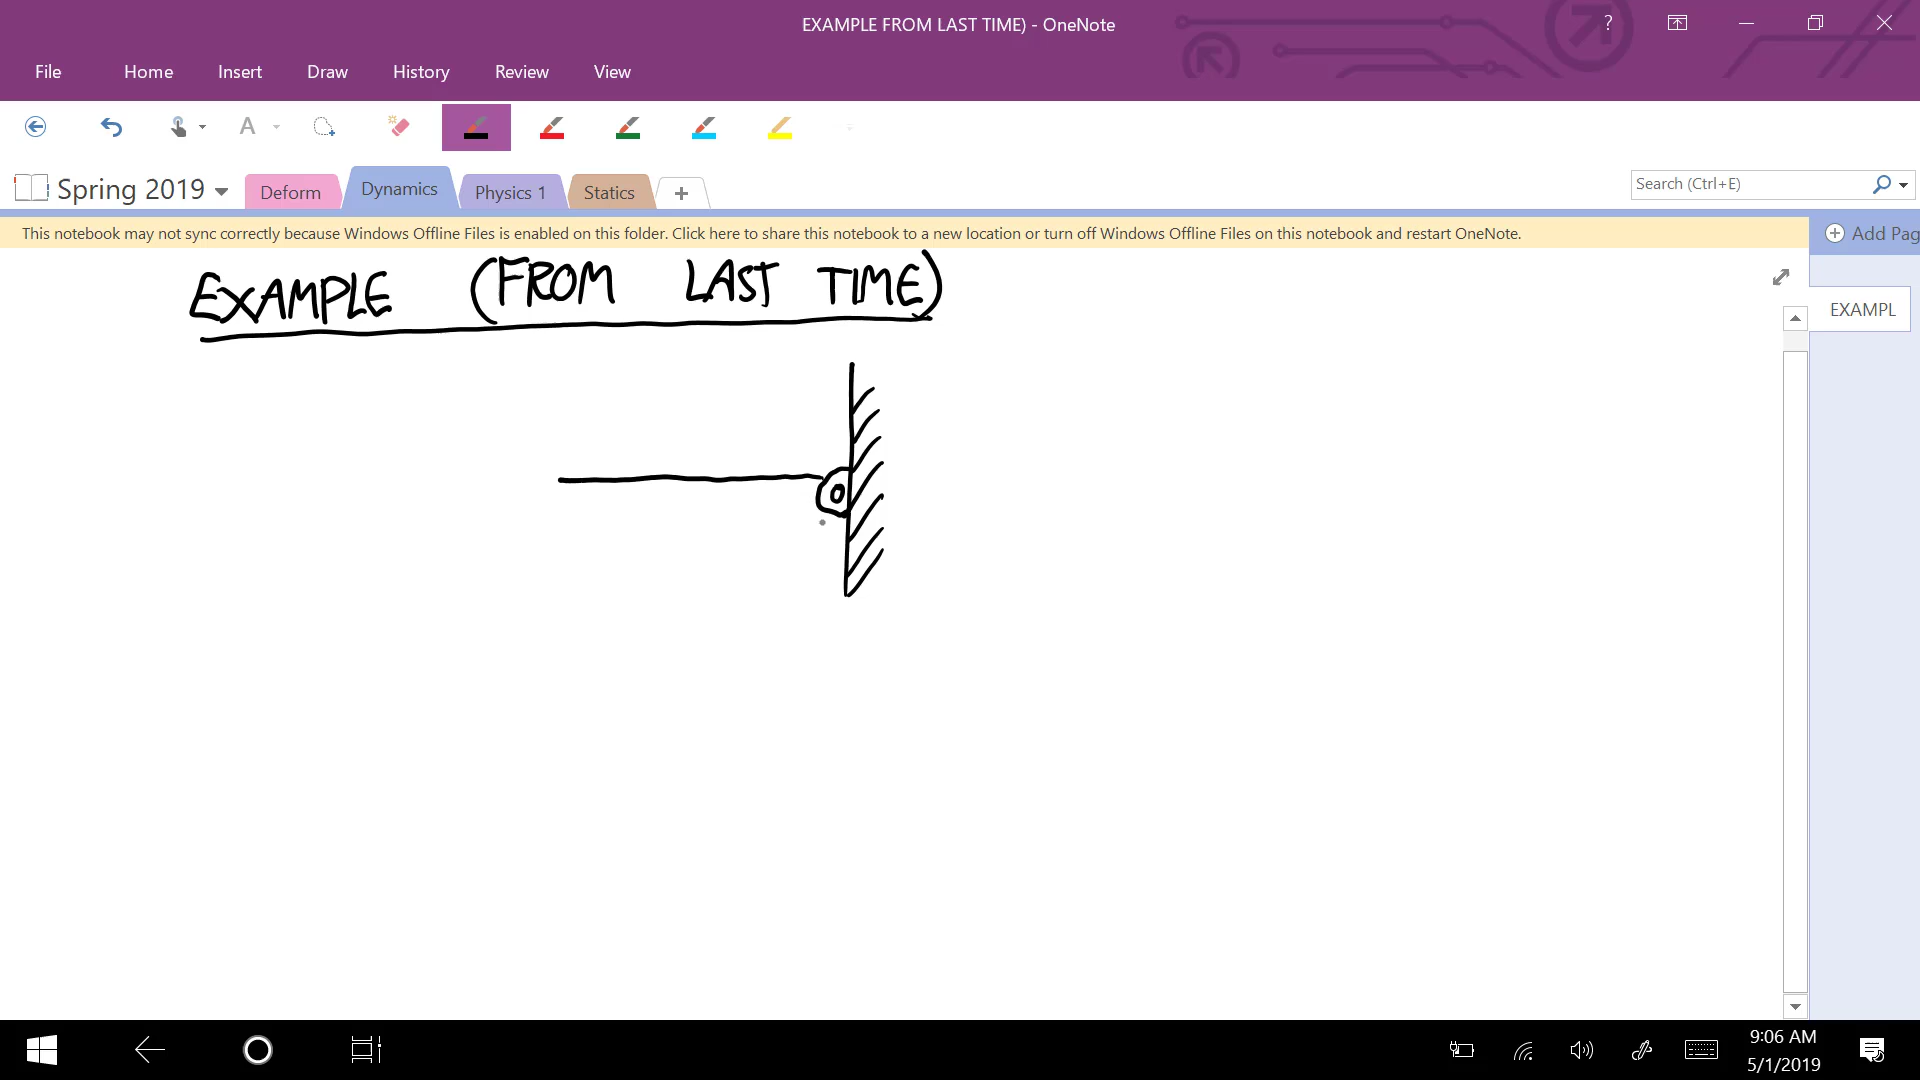 EXAMPLE FROM LAST TIME) - OneNote
?
File Home Insert Draw History Review View
A
Spring 2019 Deform Dynamics Physics 1 Statics + Search (Ctrl+E)
This notebook may not sync correctly because Windows Offline Files is enabled on this folder. Click here to share this notebook to a new location or turn off Windows Offline Files on this notebook and restart OneNote.
Add Pag
EXAMPLE (FROM LAST TIME)
EXAMPL
9:06 AM
5/1/2019